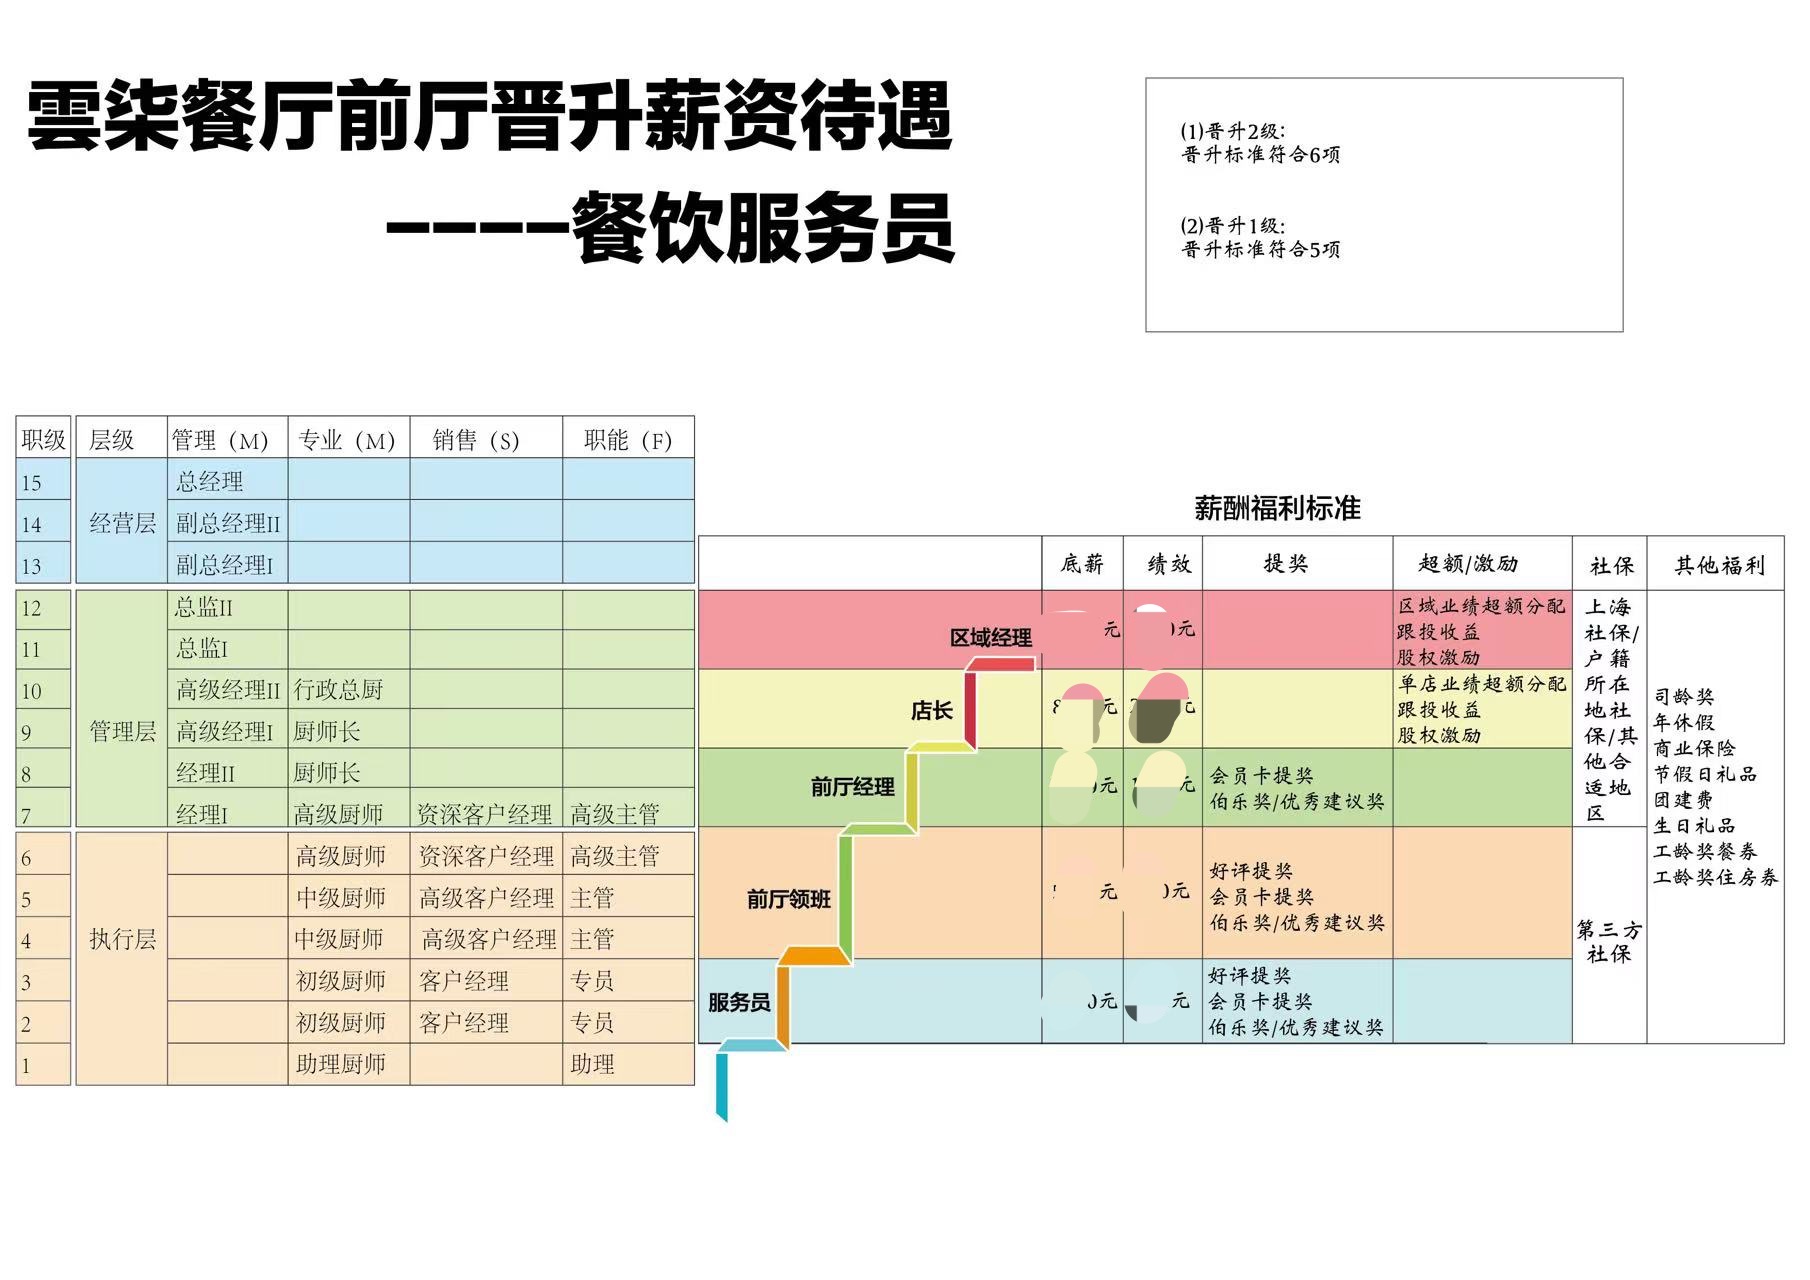 雲柒餐厅前厅晋升薪资待遇
----餐饮服务员
(1)晋升2级:
晋升标准符合6项
(2)晋升1级:
晋升标准符合5项
职级 层级 管理（M） 专业（M） 销售（S） 职能（F）
15 总经理
14 经营层 副总经理II
13 副总经理I
12 总监II
11 总监I
10 高级经理II 行政总厨
9 管理层 高级经理I 厨师长
8 经理II 厨师长
7 经理I 高级厨师 资深客户经理 高级主管
6 高级厨师 资深客户经理 高级主管
5 中级厨师 高级客户经理 主管
4 执行层 中级厨师 高级客户经理 主管
3 初级厨师 客户经理 专员
2 初级厨师 客户经理 专员
1 助理厨师 助理
薪酬福利标准
底薪 绩效 提奖 超额/激励 社保 其他福利
区域经理
元 元
区域业绩超额分配
跟投收益
股权激励
店长
元 元
单店业绩超额分配
跟投收益
股权激励
前厅经理
元 元
会员卡提奖
伯乐奖/优秀建议奖
前厅领班
元 元
好评提奖
会员卡提奖
伯乐奖/优秀建议奖
服务员
元 元
好评提奖
会员卡提奖
伯乐奖/优秀建议奖
上海
社保/
户籍
所在
地社
保/其
他合
适地
区
第三方
社保
司龄奖
年休假
商业保险
节假日礼品
团建费
生日礼品
工龄奖餐券
工龄奖住房券